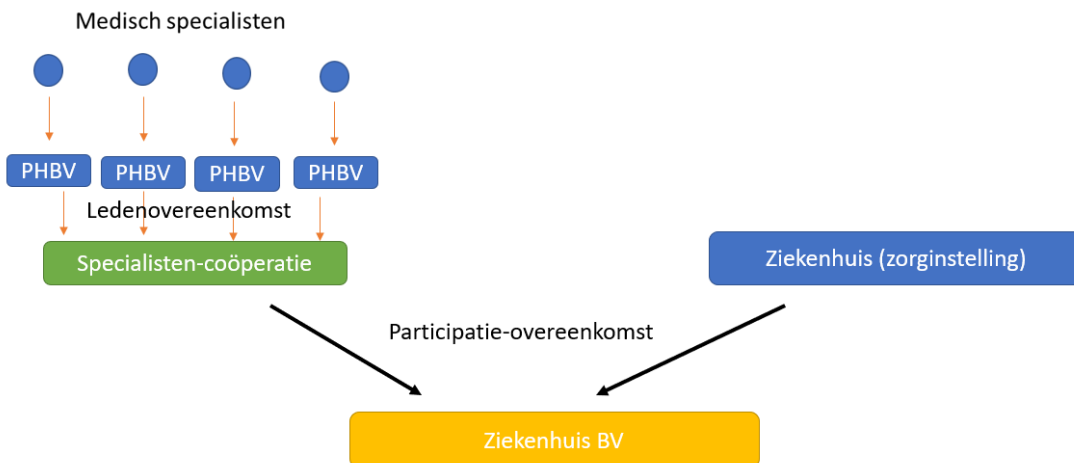 Medisch specialisten
PHBV
PHBV
PHBV
PHBV
Ledenovereenkomst
Specialisten-coöperatie
Ziekenhuis (zorginstelling)
Participatie-overeenkomst
Ziekenhuis BV